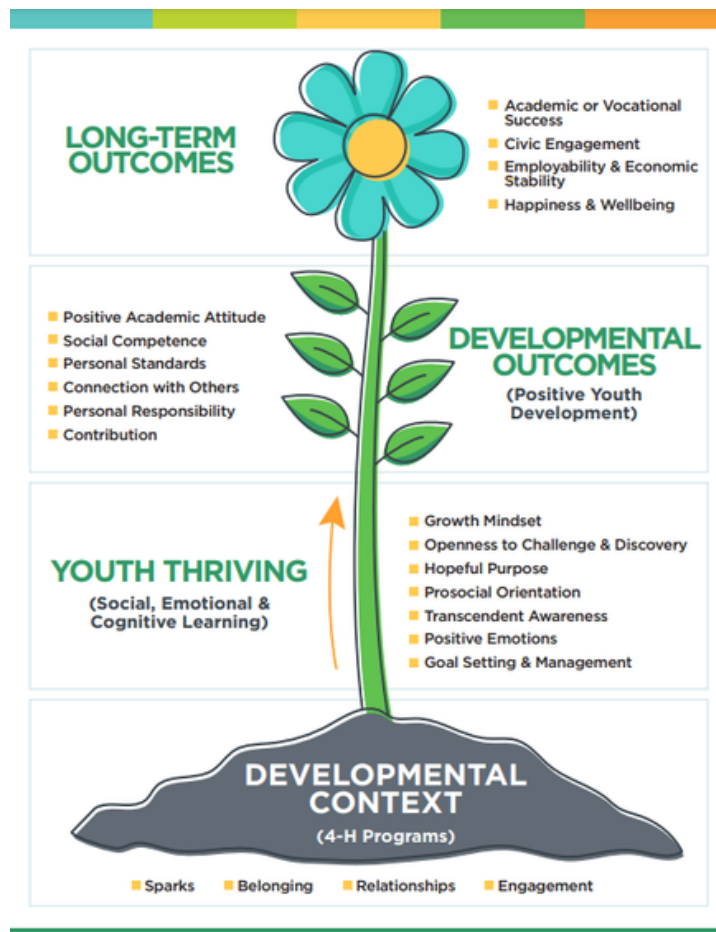 LONG-TERM
OUTCOMES
Academic or Vocational
Success
Civic Engagement
Employability & Economic
Stability
Happiness & Wellbeing
Positive Academic Attitude
Social Competence
Personal Standards
Connection with Others
Personal Responsibility
Contribution
DEVELOPMENTAL
OUTCOMES
(Positive Youth
Development)
YOUTH THRIVING
(Social, Emotional &
Cognitive Learning)
Growth Mindset
Openness to Challenge & Discovery
Hopeful Purpose
Prosocial Orientation
Transcendent Awareness
Positive Emotions
Goal Setting & Management
DEVELOPMENTAL
CONTEXT
(4-H Programs)
Sparks Belonging Relationships Engagement